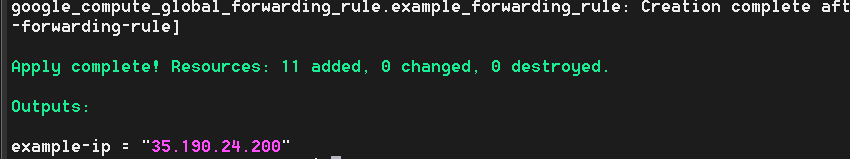 google_compute_global_forwarding_rule.example_forwarding_rule: Creation complete aft
-forwarding-rule]
Apply complete! Resources: 11 added, 0 changed, 0 destroyed.
Outputs:
example-ip = "35.190.24.200"